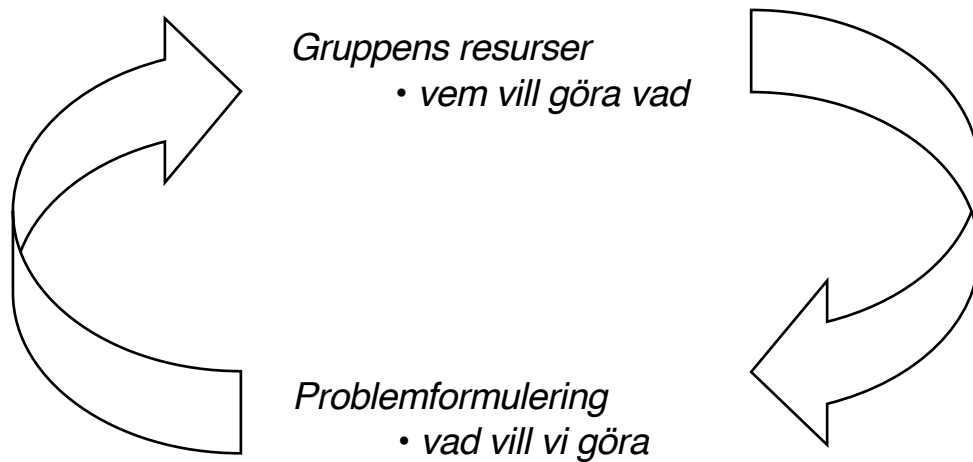 Gruppens resurser
• vem vill göra vad
Problemformulering
• vad vill vi göra